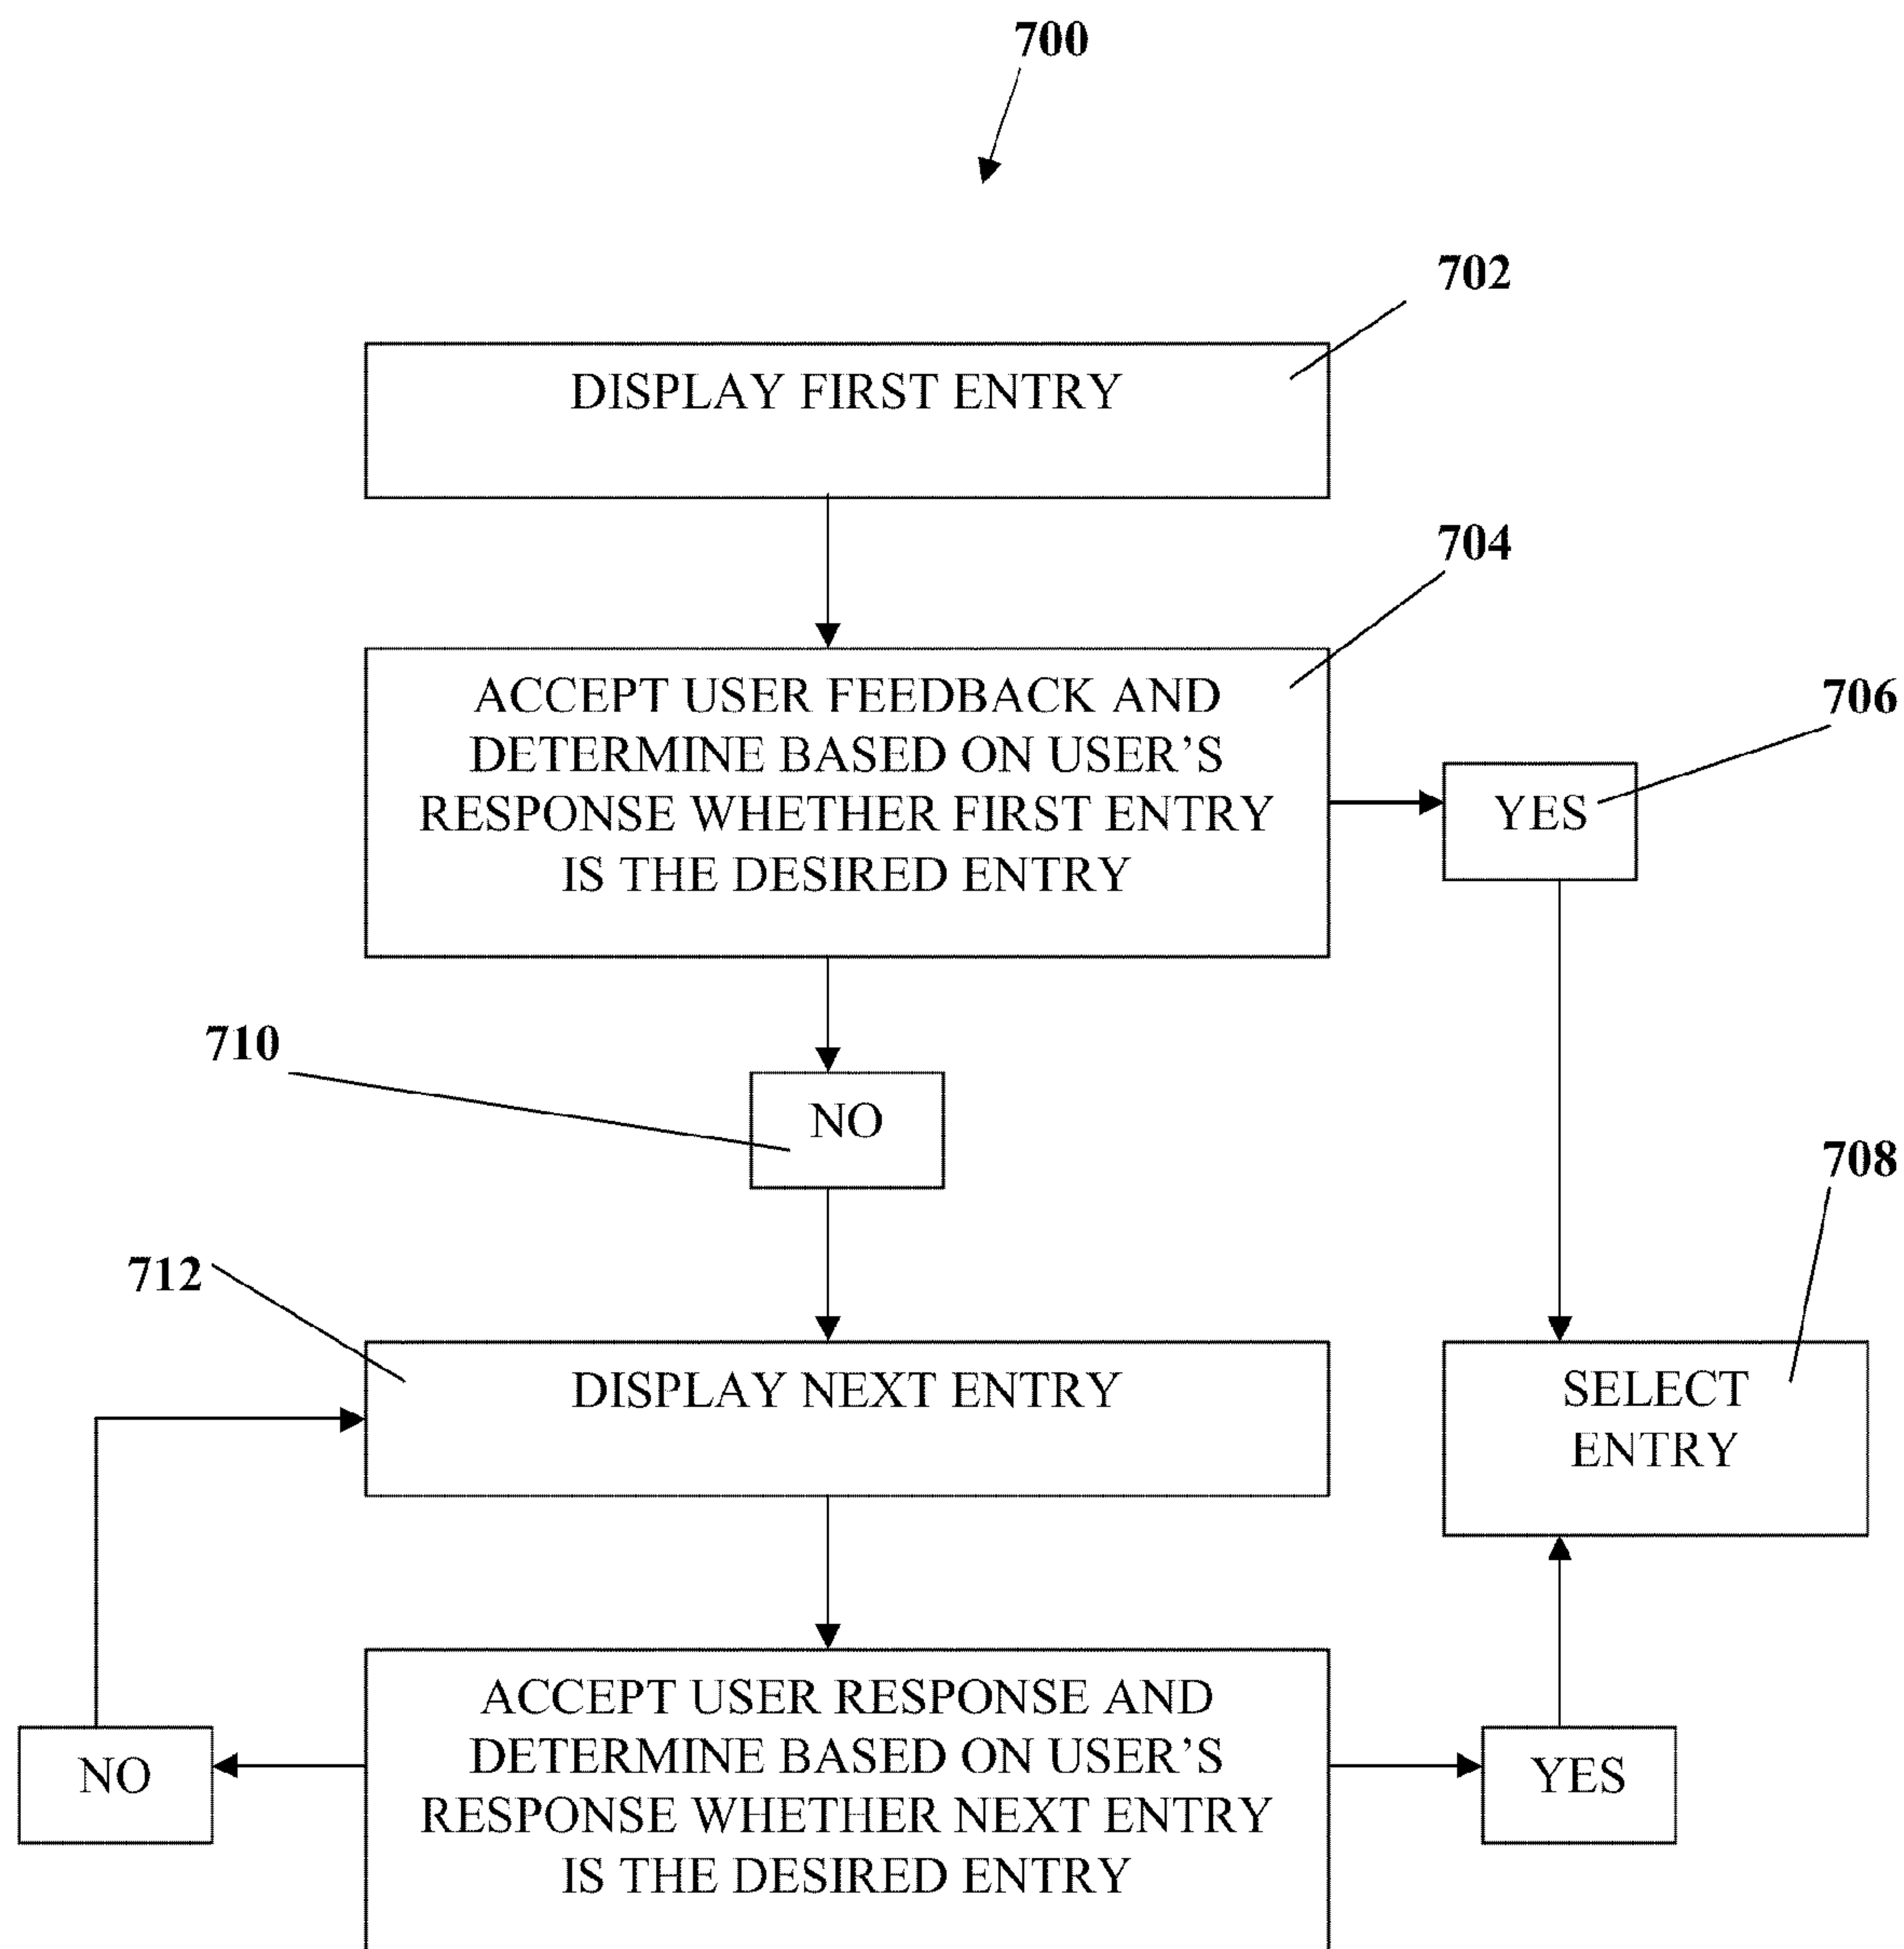 700
702
DISPLAY FIRST ENTRY
704
ACCEPT USER FEEDBACK AND
DETERMINE BASED ON USER’S
RESPONSE WHETHER FIRST ENTRY
IS THE DESIRED ENTRY
706
YES
710
NO
708
712
DISPLAY NEXT ENTRY
SELECT
ENTRY
ACCEPT USER RESPONSE AND
DETERMINE BASED ON USER’S
RESPONSE WHETHER NEXT ENTRY
IS THE DESIRED ENTRY
NO
YES